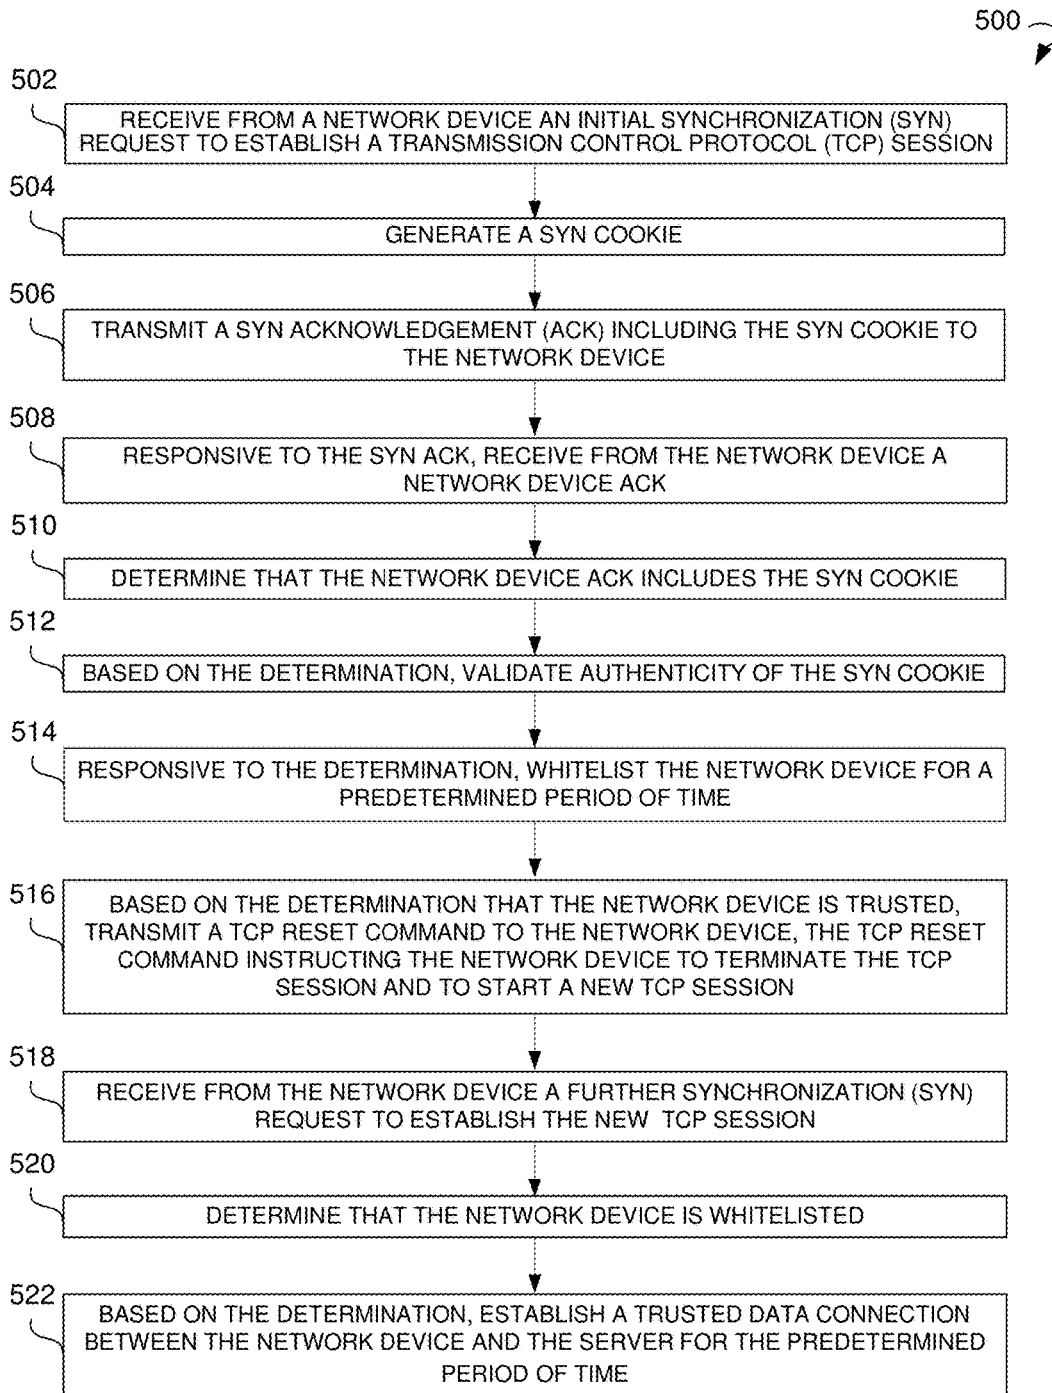 500
502
RECEIVE FROM A NETWORK DEVICE AN INITIAL SYNCHRONIZATION (SYN)
REQUEST TO ESTABLISH A TRANSMISSION CONTROL PROTOCOL (TCP) SESSION
504
GENERATE A SYN COOKIE
506
TRANSMIT A SYN ACKNOWLEDGEMENT (ACK) INCLUDING THE SYN COOKIE TO
THE NETWORK DEVICE
508
RESPONSIVE TO THE SYN ACK, RECEIVE FROM THE NETWORK DEVICE A
NETWORK DEVICE ACK
510
DETERMINE THAT THE NETWORK DEVICE ACK INCLUDES THE SYN COOKIE
512
BASED ON THE DETERMINATION, VALIDATE AUTHENTICITY OF THE SYN COOKIE
514
RESPONSIVE TO THE DETERMINATION, WHITELIST THE NETWORK DEVICE FOR A
PREDETERMINED PERIOD OF TIME
516
BASED ON THE DETERMINATION THAT THE NETWORK DEVICE IS TRUSTED,
TRANSMIT A TCP RESET COMMAND TO THE NETWORK DEVICE, THE TCP RESET
COMMAND INSTRUCTING THE NETWORK DEVICE TO TERMINATE THE TCP
SESSION AND TO START A NEW TCP SESSION
518
RECEIVE FROM THE NETWORK DEVICE A FURTHER SYNCHRONIZATION (SYN)
REQUEST TO ESTABLISH THE NEW TCP SESSION
520
DETERMINE THAT THE NETWORK DEVICE IS WHITELISTED
522
BASED ON THE DETERMINATION, ESTABLISH A TRUSTED DATA CONNECTION
BETWEEN THE NETWORK DEVICE AND THE SERVER FOR THE PREDETERMINED
PERIOD OF TIME